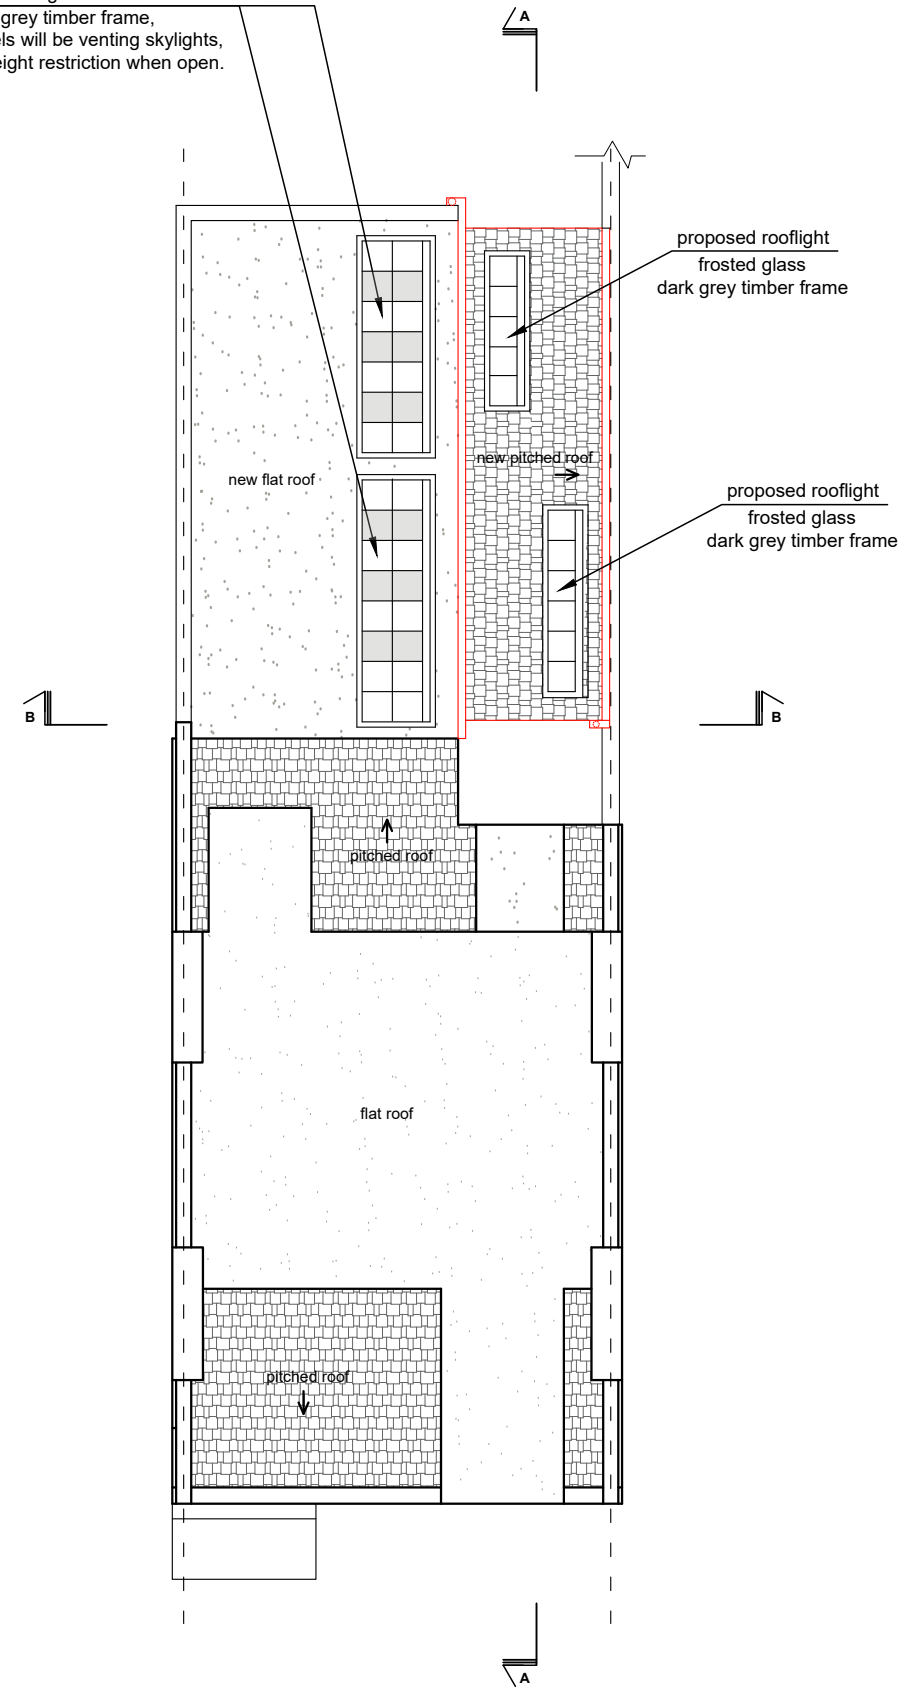 grey timber frame,
will be venting skylights,
restriction when open.
A
proposed rooflight
frosted glass
dark grey timber frame
new pitched roof
new flat roof
proposed rooflight
frosted glass
dark grey timber frame
B
B
pitched roof
flat roof
pitched roof
A